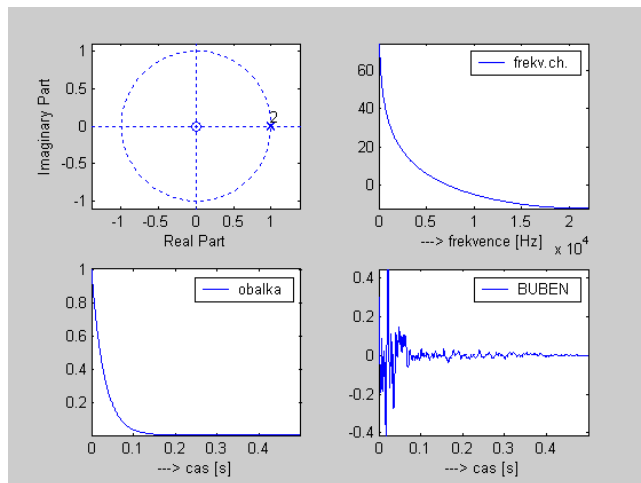 1
0.5
0
-0.5
-1
Imaginary Part
2
-1 -0.5 0 0.5 1
Real Part
60
40
20
0
frekv.ch.
0 0.5 1 1.5 2
---> frekvence [Hz]
x 10^4
1
0.8
0.6
0.4
0.2
obalka
0 0.1 0.2 0.3 0.4
---> cas [s]
0.4
0.2
0
-0.2
-0.4
BUBEN
0 0.1 0.2 0.3 0.4
---> cas [s]